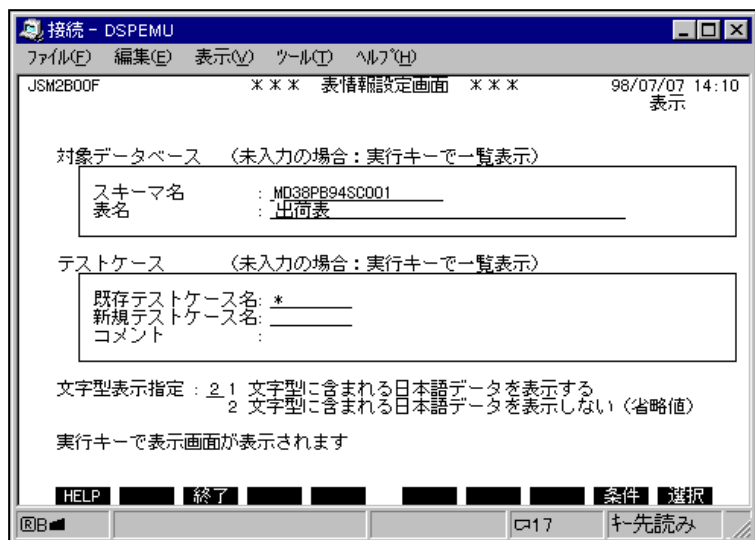 接続 - DSPEMU
ファイル(F) 編集(E) 表示(V) ツール(T) ヘルプ(H)
JSM2B00F ＊＊＊ 表情報設定画面 ＊＊＊ 98/07/07 14:10
表示
対象データベース （未入力の場合：実行キーで一覧表示）
スキーマ名 : MD38PB94SC001
表名 : 出荷表
テストケース （未入力の場合：実行キーで一覧表示）
既存テストケース名: *
新規テストケース名:
コメント :
文字型表示指定 : 2 1 文字型に含まれる日本語データを表示する
2 文字型に含まれる日本語データを表示しない（省略値）
実行キーで表示画面が表示されます
HELP 終了 条件 選択
RB 17 キー先読み